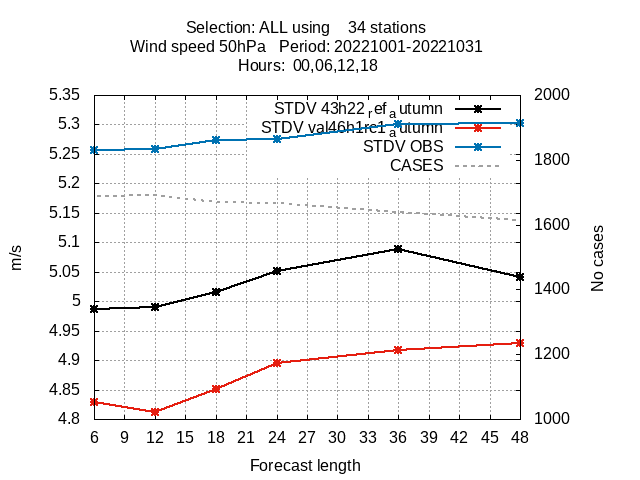 Selection: ALL using    34 stations
Wind speed 50hPa   Period: 20221001-20221031
Hours:  00,06,12,18
5.35
5.3
5.25
5.2
5.15
5.1
5.05
5
4.95
4.9
4.85
4.8
m/s
STDV 43h22ref_autumn
STDV val46h1rc1_autumn
STDV OBS
CASES
2000
1800
1600
1400
1200
1000
No cases
6 9 12 15 18 21 24 27 30 33 36 39 42 45 48
Forecast length